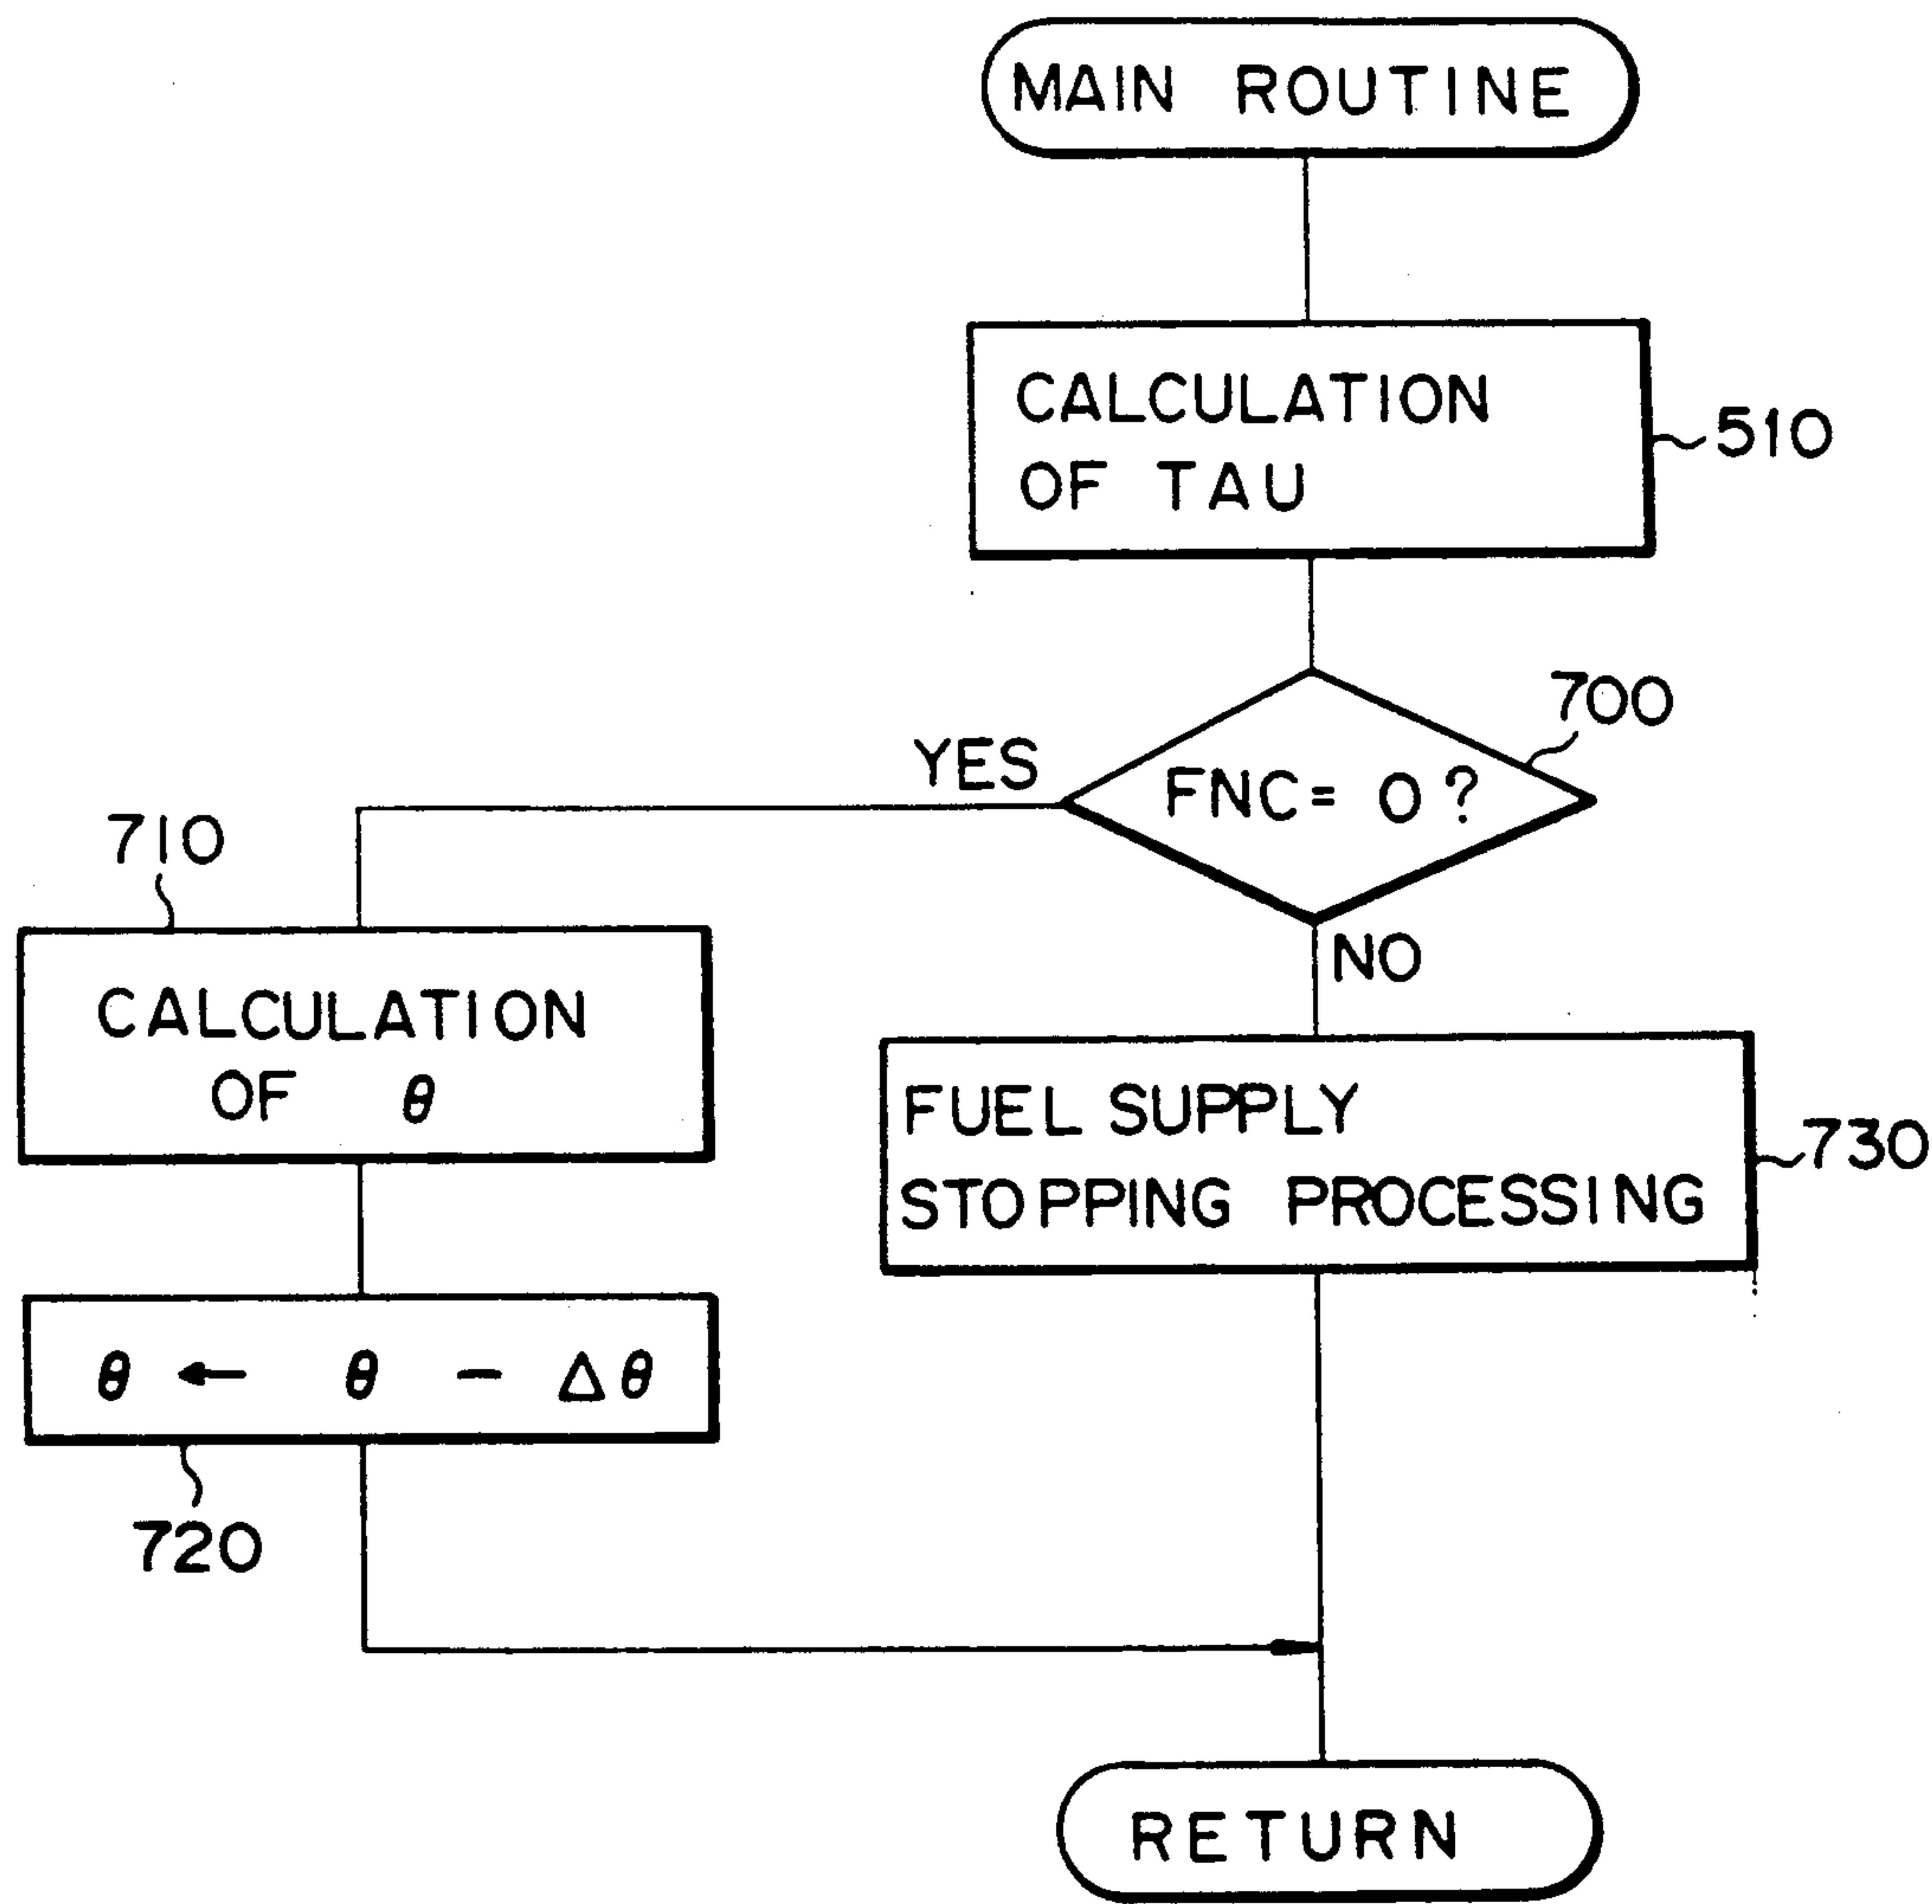 MAIN ROUTINE
CALCULATION
OF TAU
510
700
FNC= 0?
YES
NO
710
CALCULATION
OF θ
FUEL SUPPLY
STOPPING PROCESSING
730
θ ← θ - Δθ
720
RETURN